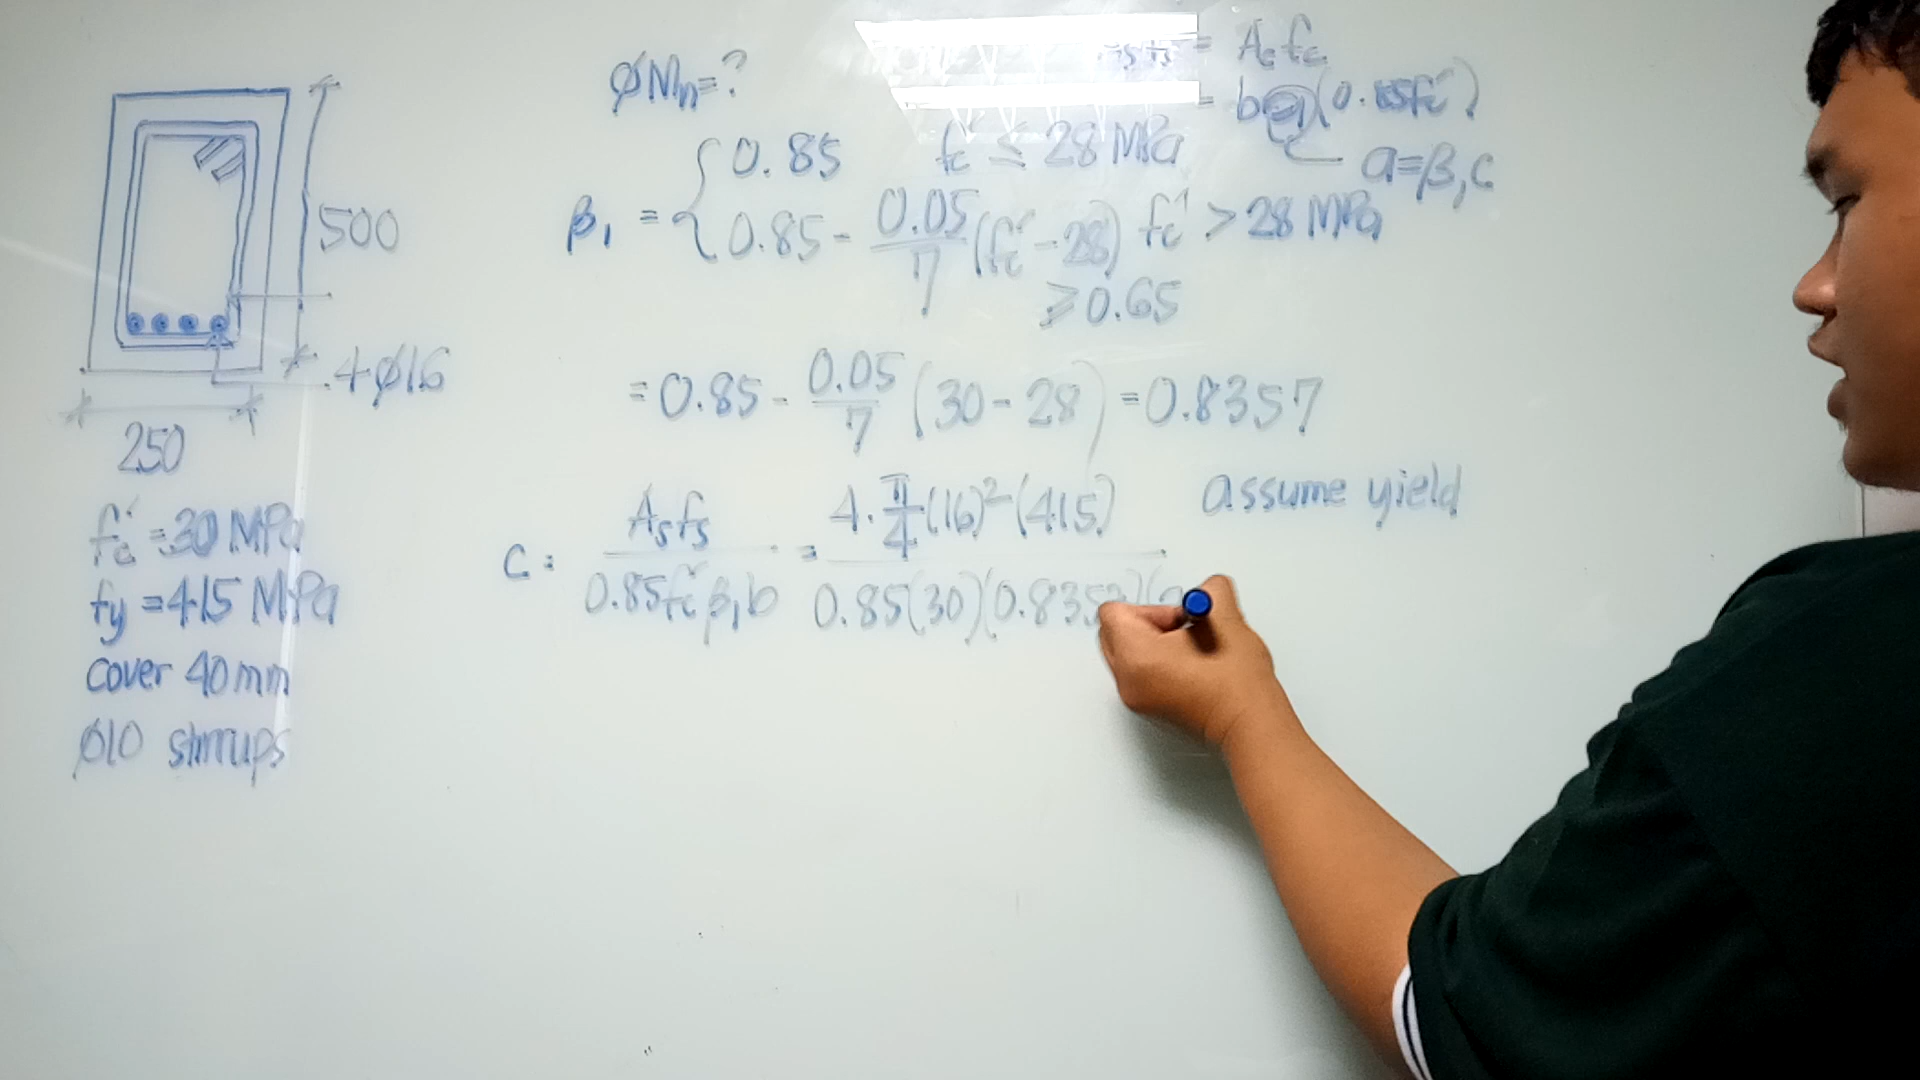 500
4ϕ16
250
fc' = 30 MPa
fy = 415 MPa
cover 40mm
ϕ10 stirrups
ϕMn = ?
Asfs = Acfc
= b(0.85fc')
a=β1c
β1 = { 0.85 fc' ≤ 28 MPa
0.85 - 0.05/7 (fc' - 28) fc' > 28 MPa
≥ 0.65
= 0.85 - 0.05/7 (30 - 28) = 0.8357
c = Asfs / 0.85fc'β1b = 4·π/4(16)²(415) / 0.85(30)(0.835 assume yield